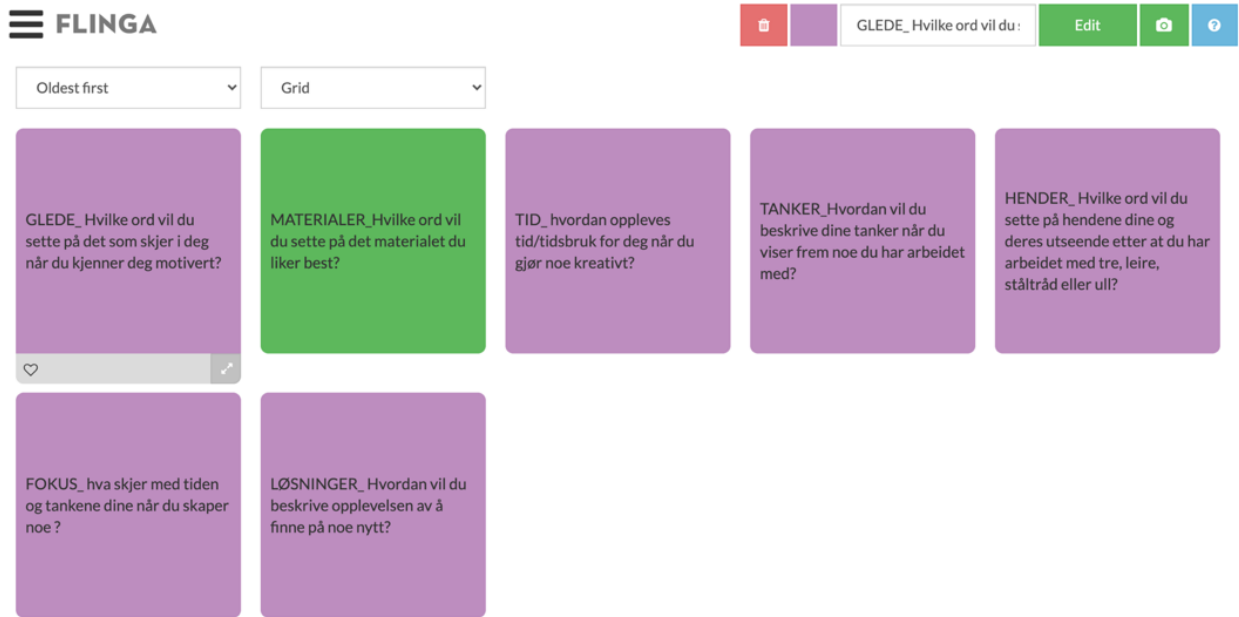 FLINGA
GLEDE_ Hvilke ord vil du s
Edit
Oldest first
Grid
GLEDE_ Hvilke ord vil du
sette på det som skjer i deg
når du kjenner deg motivert?
MATERIALER_Hvilke ord vil
du sette på det materialet du
liker best?
TID_ hvordan oppleves
tid/tidsbruk for deg når du
gjør noe kreativt?
TANKER_Hvordan vil du
beskrive dine tanker når du
viser frem noe du har arbeidet
med?
HENDER_ Hvilke ord vil du
sette på hendene dine og
deres utseende etter at du har
arbeidet med tre, leire,
ståltråd eller ull?
FOKUS_ hva skjer med tiden
og tankene dine når du skaper
noe ?
LØSNINGER_ Hvordan vil du
beskrive opplevelsen av å
finne på noe nytt?